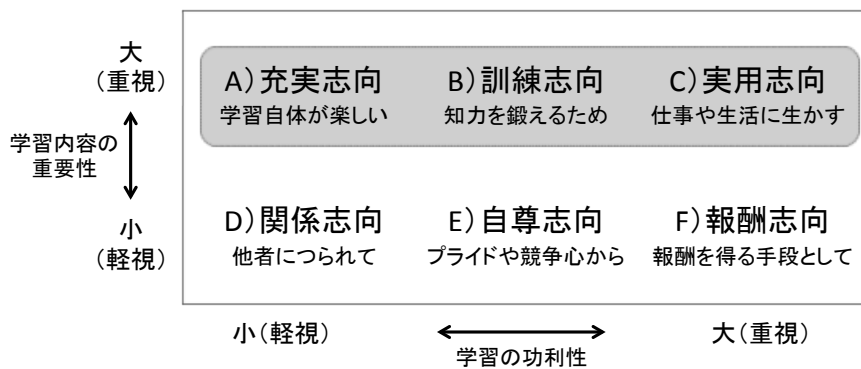 大
（重視）
学習内容の
重要性
小
（軽視）
A）充実志向
学習自体が楽しい
B）訓練志向
知力を鍛えるため
C）実用志向
仕事や生活に生かす
D）関係志向
他者につられて
E）自尊志向
プライドや競争心から
F）報酬志向
報酬を得る手段として
小（軽視）
学習の功利性
大（重視）